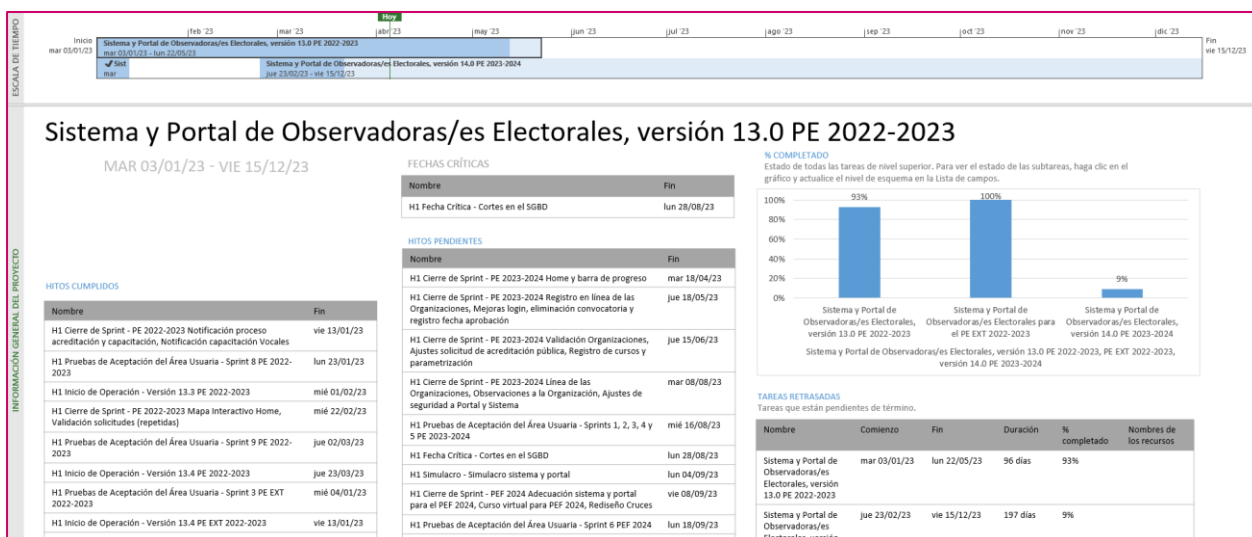 ESCALA DE TIEMPO
Hoy
feb '23
mar '23
abr '23
may '23
jun '23
jul '23
ago '23
sep '23
oct '23
nov '23
dic '23
Inicio
mar 03/01/23
Sistema y Portal de Observadoras/es Electorales, versión 13.0 PE 2022-2023
mar 03/01/23 - lun 22/05/23
✓ Sist
mar
Sistema y Portal de Observadoras/es Electorales, versión 14.0 PE 2023-2024
jue 23/02/23 - vie 15/12/23
Fin
vie 15/12/23
INFORMACIÓN GENERAL DEL PROYECTO
Sistema y Portal de Observadoras/es Electorales, versión 13.0 PE 2022-2023
MAR 03/01/23 - VIE 15/12/23
HITOS CUMPLIDOS
Nombre Fin
H1 Cierre de Sprint - PE 2022-2023 Notificación proceso vie 13/01/23
acreditación y capacitación, Notificación capacitación Vocales
H1 Pruebas de Aceptación del Área Usuaria - Sprint 8 PE 2022- lun 23/01/23
2023
H1 Inicio de Operación - Versión 13.3 PE 2022-2023 mié 01/02/23
H1 Cierre de Sprint - PE 2022-2023 Mapa Interactivo Home, mié 22/02/23
Validación solicitudes (repetidas)
H1 Pruebas de Aceptación del Área Usuaria - Sprint 9 PE 2022- jue 02/03/23
2023
H1 Inicio de Operación - Versión 13.4 PE 2022-2023 jue 23/03/23
H1 Pruebas de Aceptación del Área Usuaria - Sprint 3 PE EXT mié 04/01/23
2022-2023
H1 Inicio de Operación - Versión 13.4 PE EXT 2022-2023 vie 13/01/23
FECHAS CRÍTICAS
Nombre Fin
H1 Fecha Crítica - Cortes en el SGBD lun 28/08/23
HITOS PENDIENTES
Nombre Fin
H1 Cierre de Sprint - PE 2023-2024 Home y barra de progreso mar 18/04/23
H1 Cierre de Sprint - PE 2023-2024 Registro en línea de las jue 18/05/23
Organizaciones, Mejoras login, eliminación convocatoria y
registro fecha aprobación
H1 Cierre de Sprint - PE 2023-2024 Validación Organizaciones, jue 15/06/23
Ajustes solicitud de acreditación pública, Registro de cursos y
parametrización
H1 Cierre de Sprint - PE 2023-2024 Línea de las mar 08/08/23
Organizaciones, Observaciones a la Organización, Ajustes de
seguridad a Portal y Sistema
H1 Pruebas de Aceptación del Área Usuaria - Sprints 1, 2, 3, 4 y mié 16/08/23
5 PE 2023-2024
H1 Fecha Crítica - Cortes en el SGBD lun 28/08/23
H1 Simulacro - Simulacro sistema y portal lun 04/09/23
H1 Cierre de Sprint - PEF 2024 Adecuación sistema y portal vie 08/09/23
para el PEF 2024, Curso virtual para PEF 2024, Rediseño Cruces
H1 Pruebas de Aceptación del Área Usuaria - Sprint 6 PEF 2024 lun 18/09/23
% COMPLETADO
Estado de todas las tareas de nivel superior. Para ver el estado de las subtareas, haga clic en el
gráfico y actualice el nivel de esquema en la Lista de campos.
100%
80%
60%
40%
20%
0%
93%
100%
9%
Sistema y Portal de
Observadoras/es Electorales,
versión 13.0 PE 2022-2023
Sistema y Portal de
Observadoras/es Electorales para
el PE EXT 2022-2023
Sistema y Portal de
Observadoras/es Electorales,
versión 14.0 PE 2023-2024
Sistema y Portal de Observadoras/es Electorales, versión 13.0 PE 2022-2023, PE EXT 2022-2023,
versión 14.0 PE 2023-2024
TAREAS RETRASADAS
Tareas que están pendientes de término.
Nombre Comienzo Fin Duración % completado Nombres de los recursos
Sistema y Portal de mar 03/01/23 lun 22/05/23 96 días 93%
Observadoras/es
Electorales, versión
13.0 PE 2022-2023
Sistema y Portal de jue 23/02/23 vie 15/12/23 197 días 9%
Observadoras/es
Electorales, versión